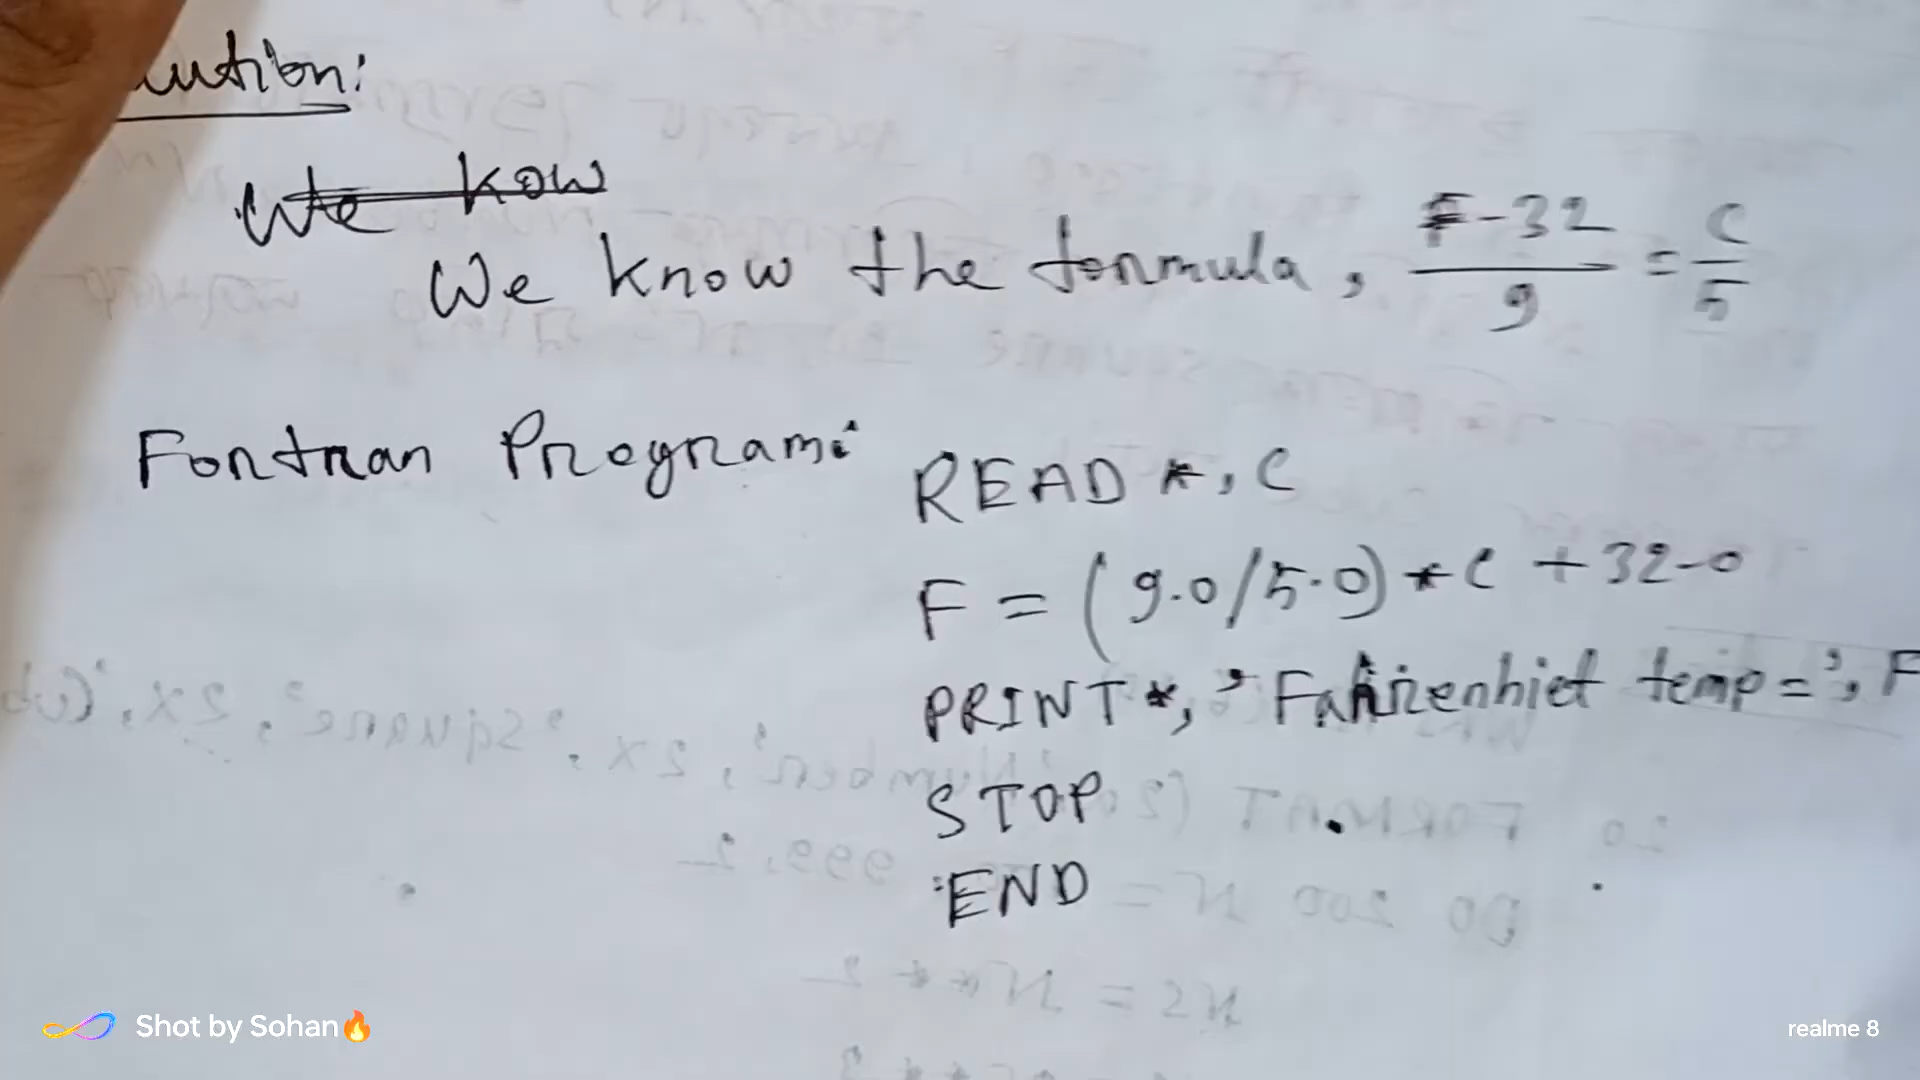 ution:
We kow
We know the formula, F-32/9 = C/5
Fortran Program:
READ *, C
F = (9.0/5.0) * C + 32-0
PRINT *, 'Fahrenhiet temp =', F
STOP
END
Shot by Sohan🔥
realme 8